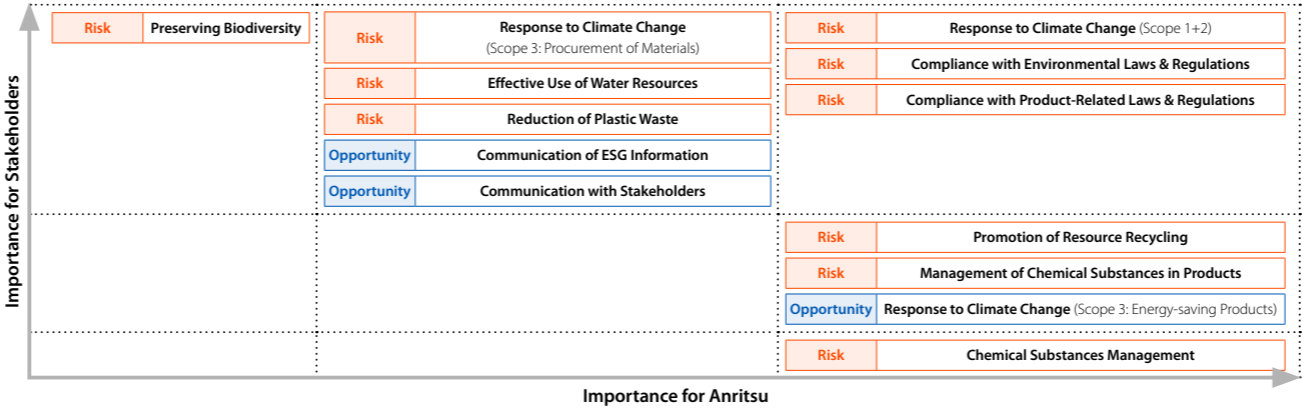 Importance for Stakeholders
Risk Preserving Biodiversity
Risk Response to Climate Change
(Scope 3: Procurement of Materials)
Risk Effective Use of Water Resources
Risk Reduction of Plastic Waste
Opportunity Communication of ESG Information
Opportunity Communication with Stakeholders
Risk Response to Climate Change (Scope 1+2)
Risk Compliance with Environmental Laws & Regulations
Risk Compliance with Product-Related Laws & Regulations
Risk Promotion of Resource Recycling
Risk Management of Chemical Substances in Products
Opportunity Response to Climate Change (Scope 3: Energy-saving Products)
Risk Chemical Substances Management
Importance for Anritsu